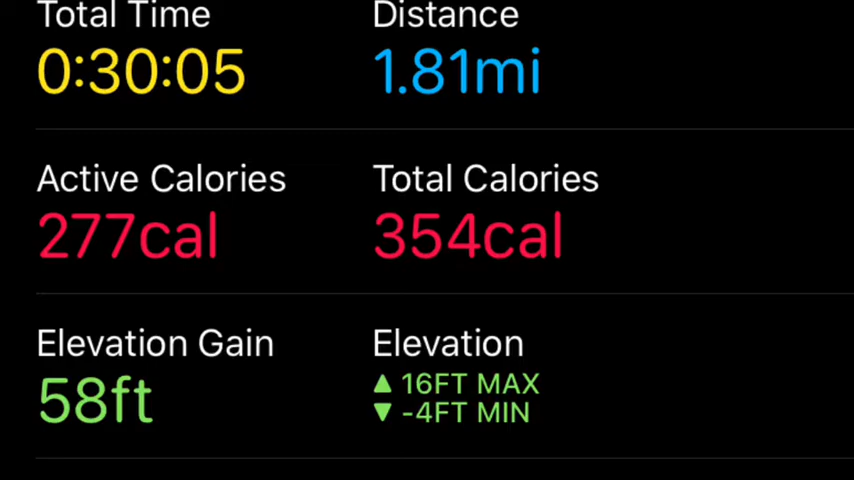 Total Time Distance
0:30:05 1.81mi
Active Calories Total Calories
277cal 354cal
Elevation Gain Elevation
58ft ▲ 16FT MAX
▼ -4FT MIN